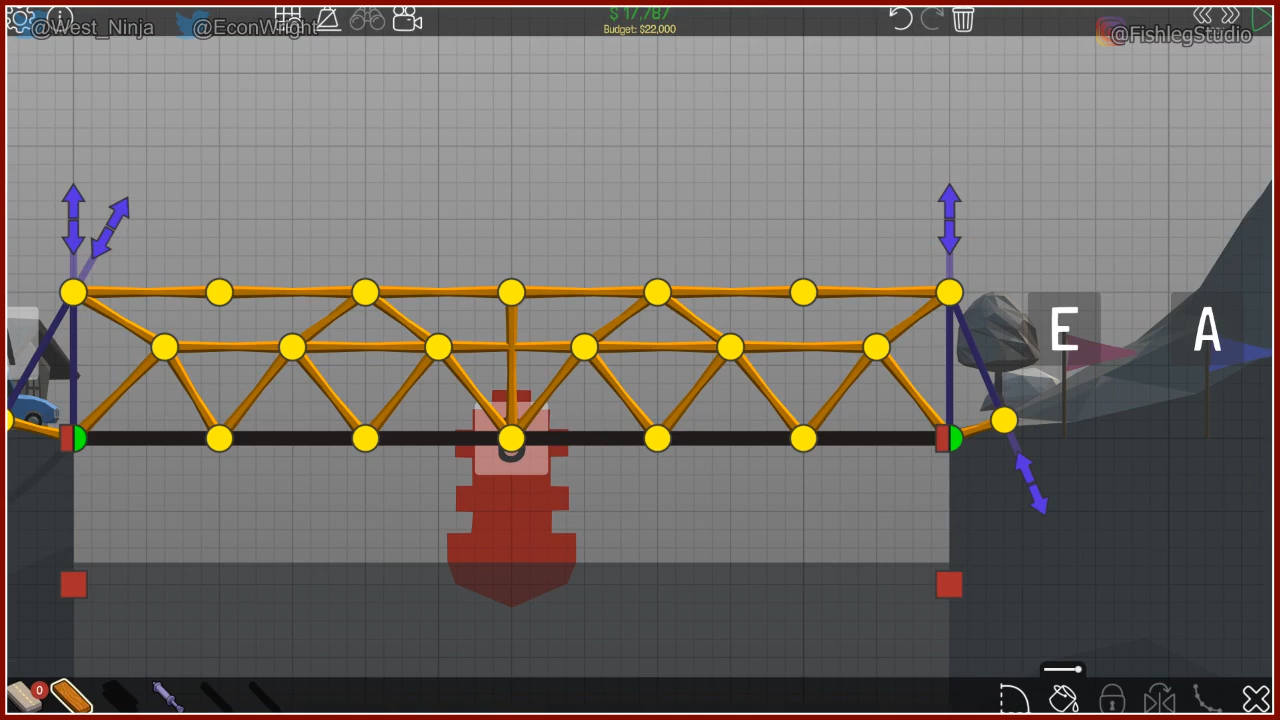 $ 17,787
@West_Ninja
@EconWright
Budget: $22,000
@FishlegStudio
E
A
0